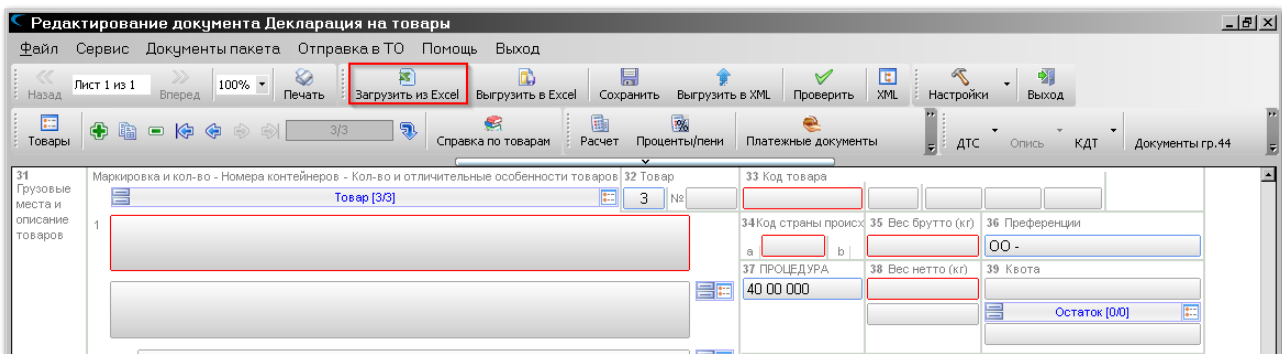 Редактирование документа Декларация на товары
Файл Сервис Документы пакета Отправка в ТО Помощь Выход
Назад Лист 1 из 1 Вперед 100% Печать Загрузить из Excel Выгрузить в Excel Сохранить Выгрузить в XML Проверить XML Настройки Выход
Товары 3/3 Справка по товарам Расчет Проценты/пени Платежные документы ДТС Опись КДТ Документы гр.44
31 Маркировка и кол-во - Номера контейнеров - Кол-во и отличительные особенности товаров 32 Товар 33 Код товара
Грузовые места и описание товаров
Товар [3/3] 3 №
1
34 Код страны происх 35 Вес брутто (кг) 36 Преференции
a b ОО -
37 ПРОЦЕДУРА 38 Вес нетто (кг) 39 Квота
40 00 000
Остаток [0/0]